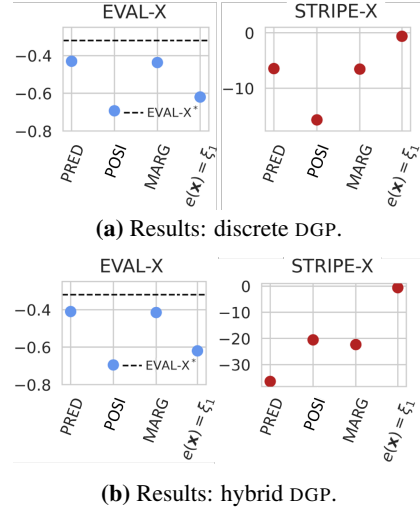 EVAL-X
STRIPE-X
−0.4
−0.6
−0.8
0
−10
EVAL-X*
PRED
POSI
MARG
e(x) = ξ₁
PRED
POSI
MARG
e(x) = ξ₁
(a) Results: discrete DGP.
EVAL-X
STRIPE-X
−0.4
−0.6
−0.8
0
−10
−20
−30
EVAL-X*
PRED
POSI
MARG
e(x) = ξ₁
PRED
POSI
MARG
e(x) = ξ₁
(b) Results: hybrid DGP.